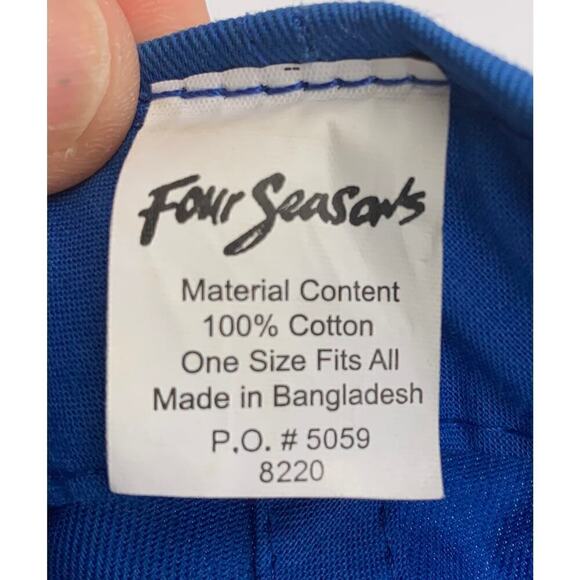 Four Seasons
Material Content
100% Cotton
One Size Fits All
Made in Bangladesh
P.O. # 5059
8220